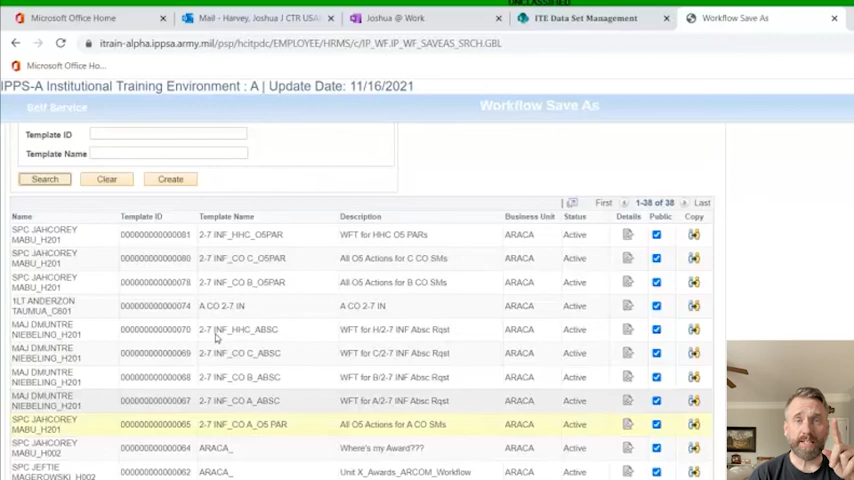 UNCLASSIFIED
Microsoft Office Home
Mail - Harvey, Joshua J CTR USA
Joshua @ Work
ITE Data Set Management
Workflow Save As
itrain-alpha.ippsa.army.mil/psp/hcitpdc/EMPLOYEE/HRMS/c/IP_WF.IP_WF_SAVEAS_SRCH.GBL
Microsoft Office Ho...
IPPS-A Institutional Training Environment : A | Update Date: 11/16/2021
Self Service
Workflow Save As
Template ID
Template Name
Search Clear Create
First 1-38 of 38 Last
Name Template ID Template Name Description Business Unit Status Details Public Copy
SPC JAHCOREY MABU_H201 000000000000081 2-7 INF_HHC_O5PAR WFT for HHC O5 PARs ARACA Active
SPC JAHCOREY MABU_H201 000000000000080 2-7 INF_CO C_O5PAR All O5 Actions for C CO SMs ARACA Active
SPC JAHCOREY MABU_H201 000000000000078 2-7 INF_CO B_O5PAR All O5 Actions for B CO SMs ARACA Active
1LT ANDERZON TAUMUA_C601 000000000000074 A CO 2-7 IN A CO 2-7 IN ARACA Active
MAJ DMUNTRE NIEBELING_H201 000000000000070 2-7 INF_HHC_ABSC WFT for H/2-7 INF Absc Rqst ARACA Active
MAJ DMUNTRE NIEBELING_H201 000000000000069 2-7 INF_CO C_ABSC WFT for C/2-7 INF Absc Rqst ARACA Active
MAJ DMUNTRE NIEBELING_H201 000000000000068 2-7 INF_CO B_ABSC WFT for B/2-7 INF Absc Rqst ARACA Active
MAJ DMUNTRE NIEBELING_H201 000000000000067 2-7 INF_CO A_ABSC WFT for A/2-7 INF Absc Rqst ARACA Active
SPC JAHCOREY MABU_H201 000000000000065 2-7 INF_CO A_O5 PAR All O5 Actions for A CO SMs ARACA Active
SPC JAHCOREY MABU_H002 000000000000064 ARACA_ Where's my Award??? ARACA Active
SPC JEFTIE MAGEROWSKI_H002 000000000000062 ARACA_ Unit X_Awards_ARCOM_Workflow ARACA Active